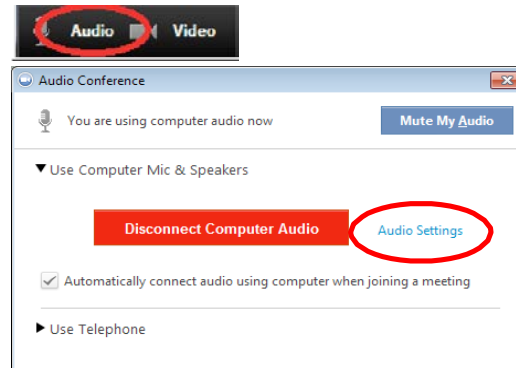 Audio Video
Audio Conference
You are using computer audio now Mute My Audio
Use Computer Mic & Speakers
Disconnect Computer Audio Audio Settings
Automatically connect audio using computer when joining a meeting
Use Telephone